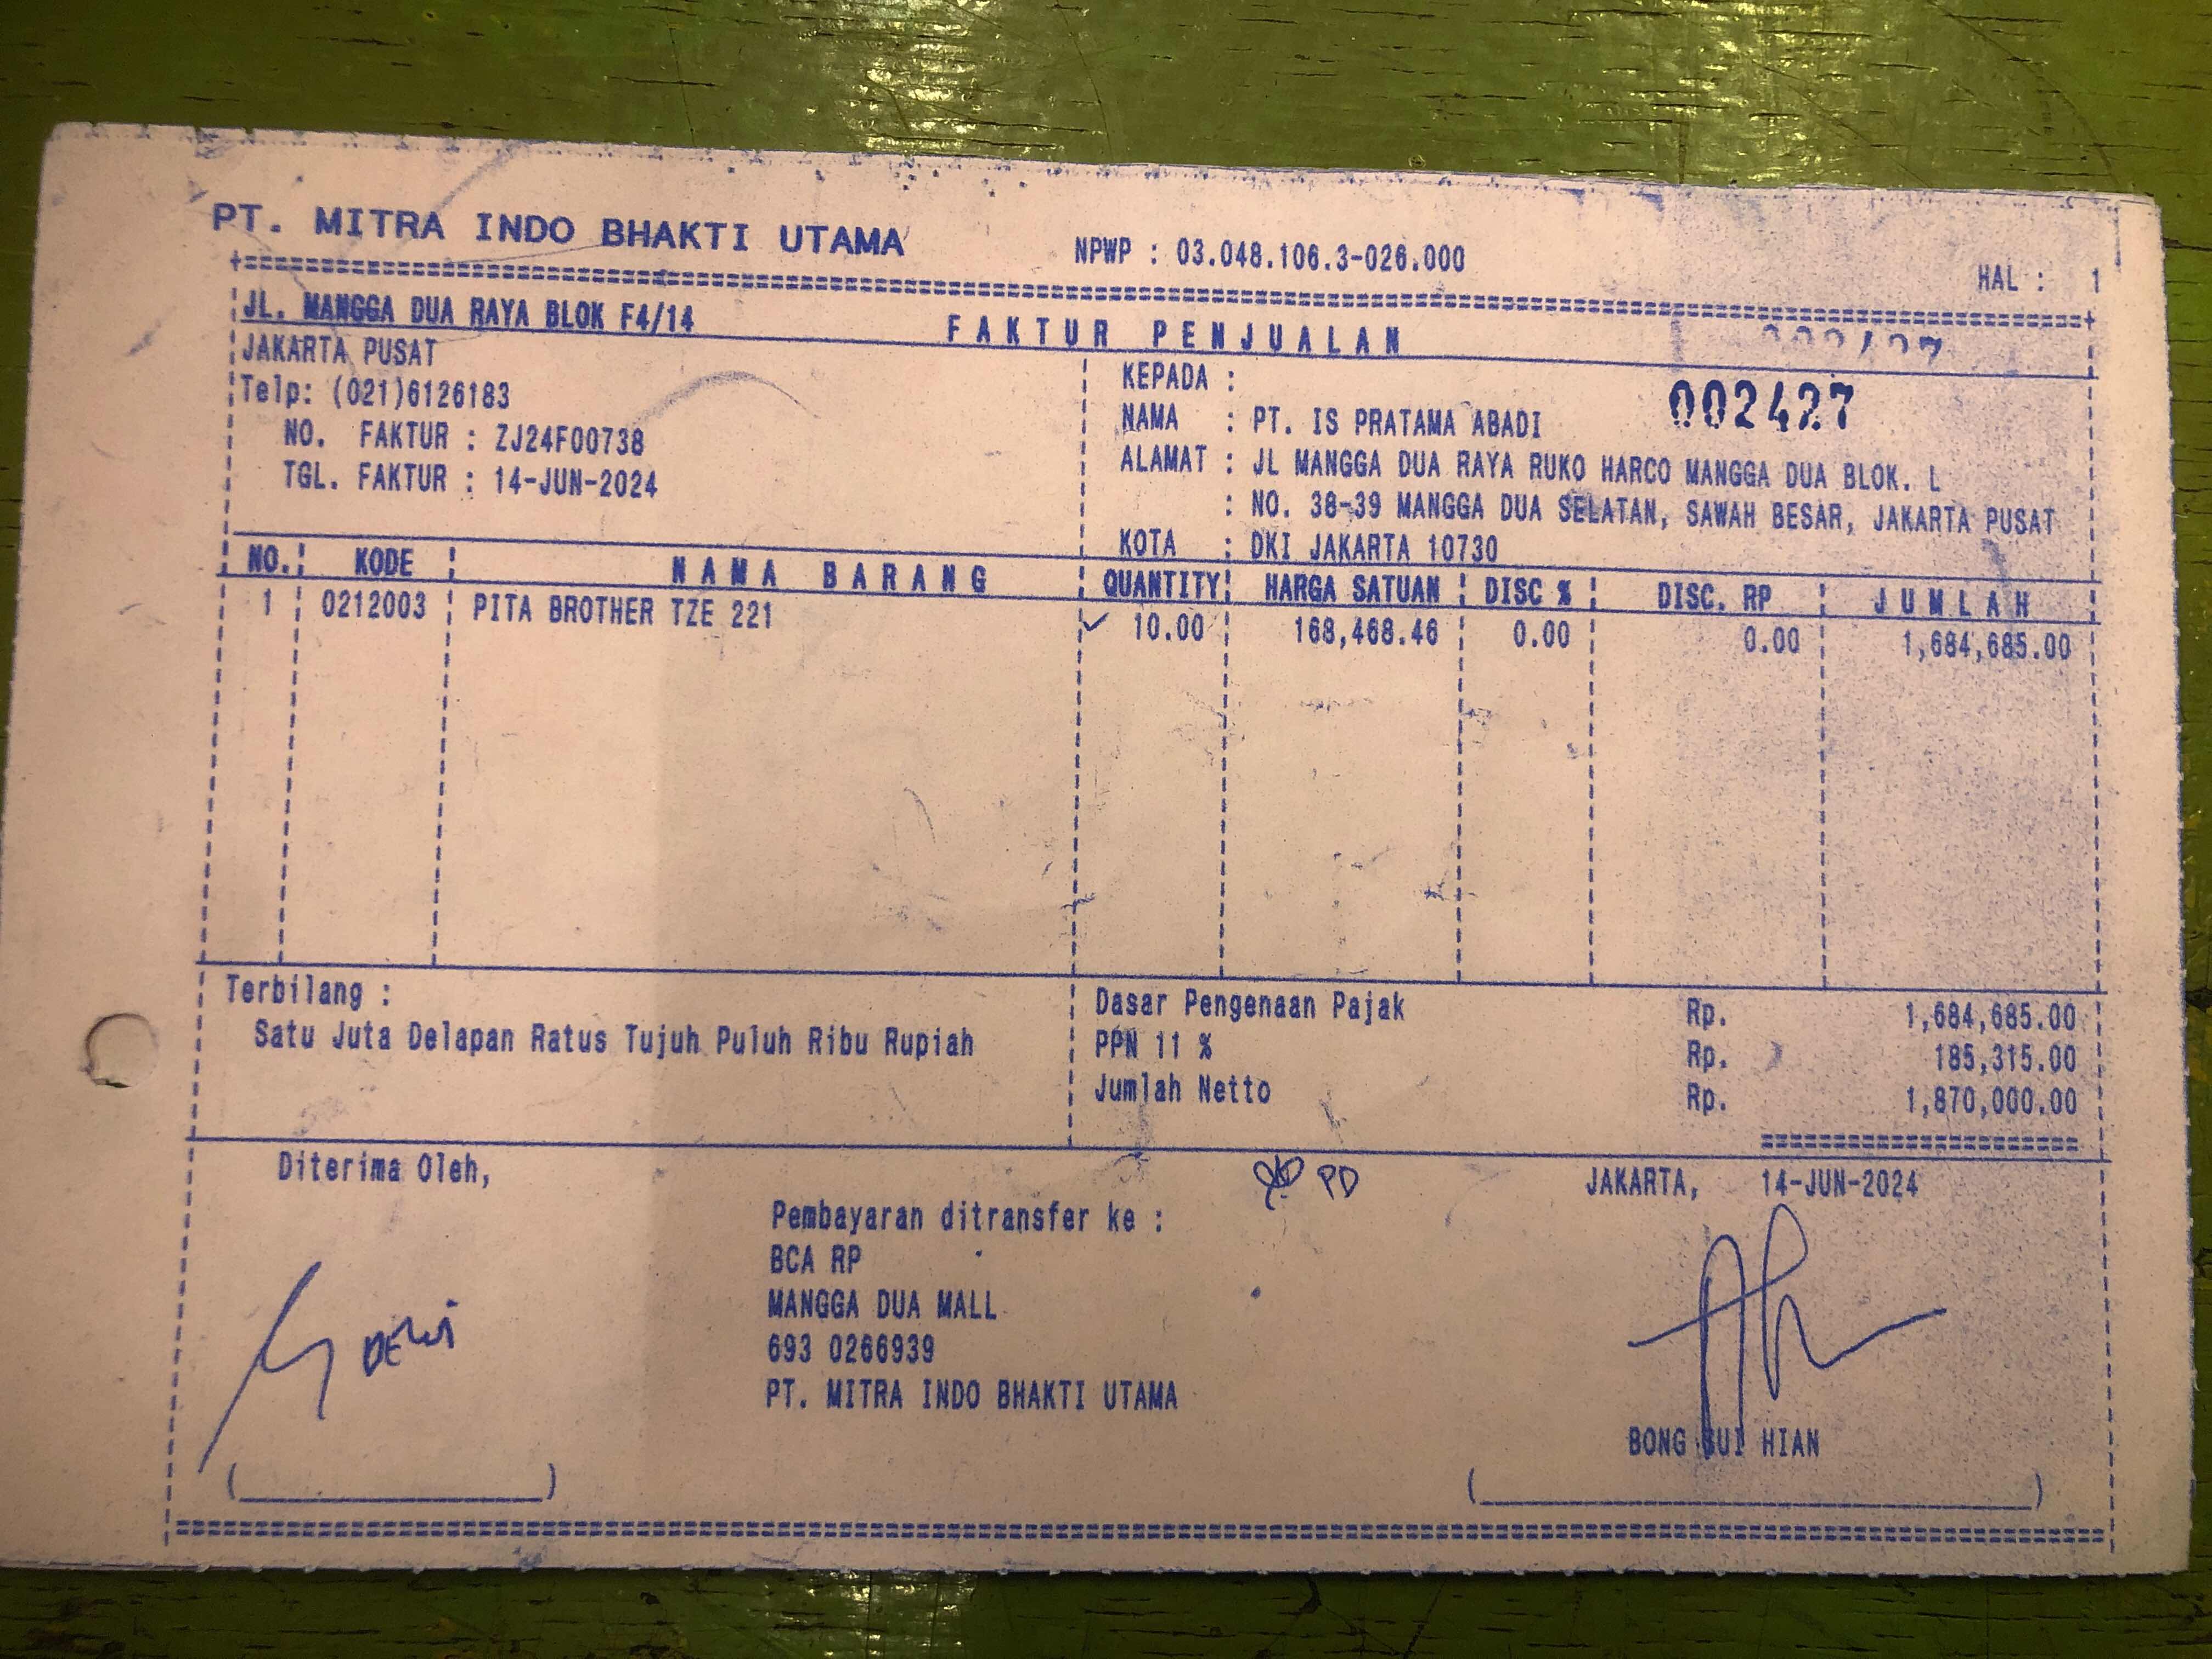 PT. MITRA INDO BHAKTI UTAMA NPWP : 03.048.106.3-026.000 HAL : 1
JL. MANGGA DUA RAYA BLOK F4/14
JAKARTA PUSAT
Telp: (021)6126183
NO. FAKTUR : ZJ24F00738
TGL. FAKTUR : 14-JUN-2024
FAKTUR PENJUALAN
002427
KEPADA :
NAMA : PT. IS PRATAMA ABADI
ALAMAT : JL MANGGA DUA RAYA RUKO HARCO MANGGA DUA BLOK. L
: NO. 38-39 MANGGA DUA SELATAN, SAWAH BESAR, JAKARTA PUSAT
KOTA : DKI JAKARTA 10730
NO. KODE NAMA BARANG QUANTITY HARGA SATUAN DISC % DISC. RP JUMLAH
1 0212003 PITA BROTHER TZE 221 10.00 168,468.46 0.00 0.00 1,684,685.00
Terbilang :
Satu Juta Delapan Ratus Tujuh Puluh Ribu Rupiah
Dasar Pengenaan Pajak Rp. 1,684,685.00
PPN 11 % Rp. 185,315.00
Jumlah Netto Rp. 1,870,000.00
Diterima Oleh,
DEWI
PD
Pembayaran ditransfer ke :
BCA RP
MANGGA DUA MALL
693 0266939
PT. MITRA INDO BHAKTI UTAMA
JAKARTA, 14-JUN-2024
BONG SUI HIAN